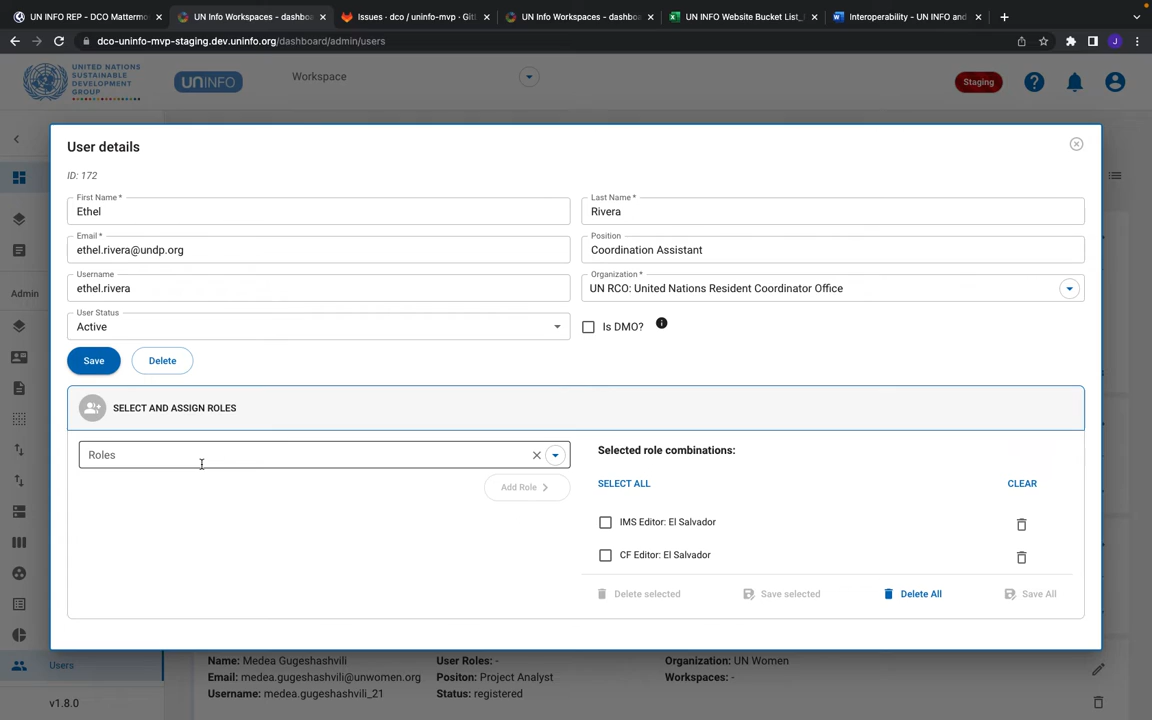 UN INFO REP - DCO Mattermo
UN Info Workspaces - dashbo
Issues · dco / uninfo-mvp · Git
UN Info Workspaces - dashbo
UN INFO Website Bucket List_
Interoperability - UN INFO and
dco-uninfo-mvp-staging.dev.uninfo.org/dashboard/admin/users
J
UNITED NATIONS
SUSTAINABLE
DEVELOPMENT
GROUP
UNINFO
Workspace
Staging
User details
ID: 172
First Name *
Ethel
Last Name *
Rivera
Email *
ethel.rivera@undp.org
Position
Coordination Assistant
Username
ethel.rivera
Organization *
UN RCO: United Nations Resident Coordinator Office
User Status
Active
Is DMO?
Save
Delete
Admin
SELECT AND ASSIGN ROLES
Roles
Add Role
Selected role combinations:
SELECT ALL
CLEAR
IMS Editor: El Salvador
CF Editor: El Salvador
Delete selected
Save selected
Delete All
Save All
Users
v1.8.0
Name: Medea Gugeshashvili
User Roles: -
Organization: UN Women
Email: medea.gugeshashvili@unwomen.org
Positon: Project Analyst
Workspaces: -
Username: medea.gugeshashvili_21
Status: registered